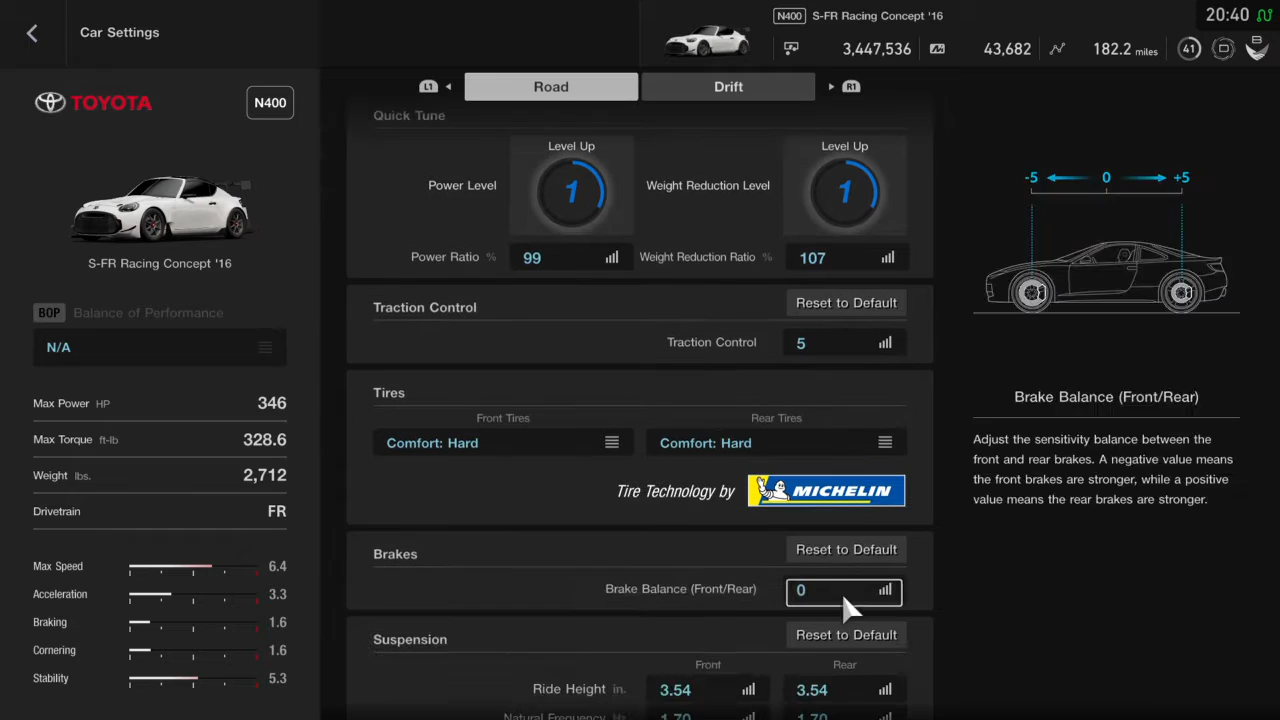 Car Settings
N400 S-FR Racing Concept '16
3,447,536 43,682 182.2 miles 41 B
20:40
TOYOTA N400
S-FR Racing Concept '16
BOP Balance of Performance
N/A
Max Power HP 346
Max Torque ft-lb 328.6
Weight lbs. 2,712
Drivetrain FR
Max Speed 6.4
Acceleration 3.3
Braking 1.6
Cornering 1.6
Stability 5.3
L1 Road Drift R1
Quick Tune
Level Up Level Up
Power Level 1 Weight Reduction Level 1
Power Ratio % 99 Weight Reduction Ratio % 107
Traction Control Reset to Default
Traction Control 5
Tires
Front Tires Rear Tires
Comfort: Hard Comfort: Hard
Tire Technology by MICHELIN
Brakes Reset to Default
Brake Balance (Front/Rear) 0
Suspension Reset to Default
Front Rear
Ride Height in. 3.54 3.54
Natural Frequency Hz 1.70 1.70
-5 0 +5
Brake Balance (Front/Rear)
Adjust the sensitivity balance between the
front and rear brakes. A negative value means
the front brakes are stronger, while a positive
value means the rear brakes are stronger.